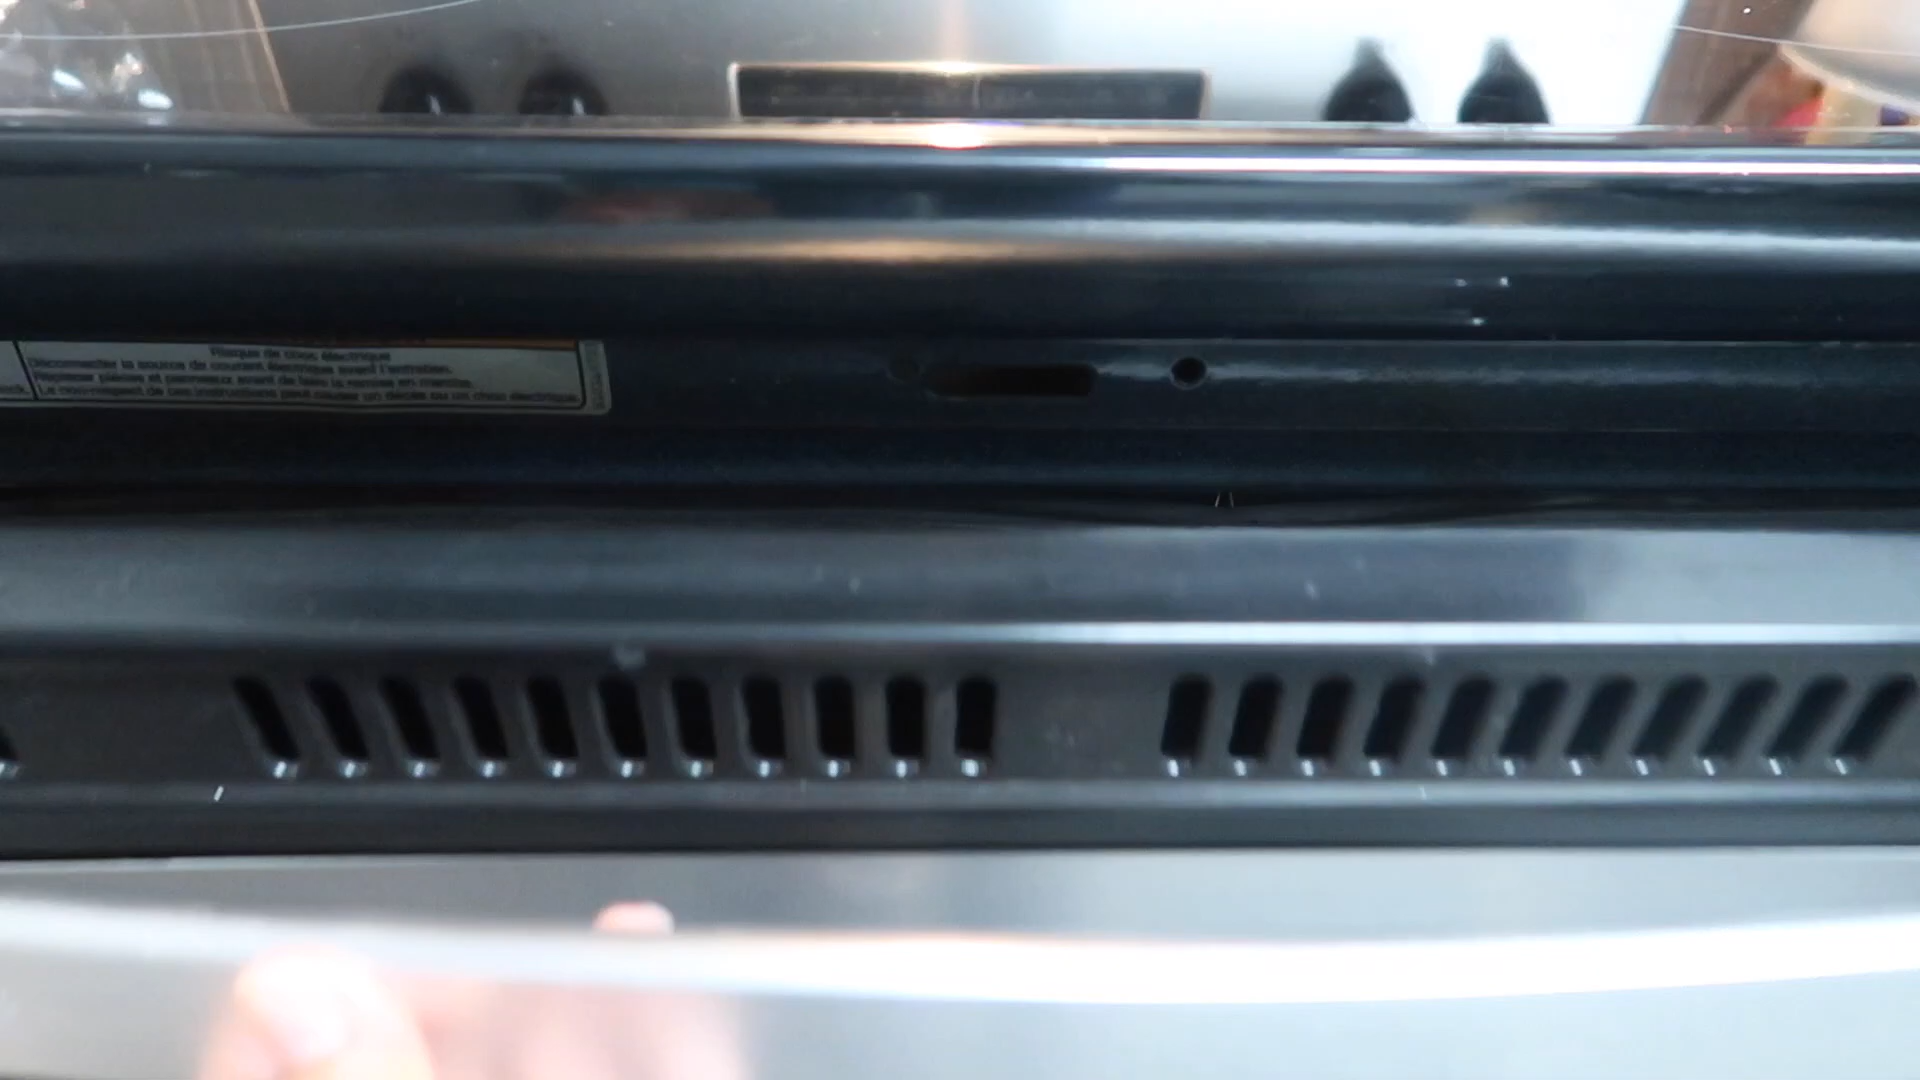 Risque de choc électrique
Déconnecter la source de courant électrique avant l'entretien.
Replacer pièces et panneaux avant de faire la remise en marche.
Le non-respect de ces instructions peut causer un décès ou un choc électrique.